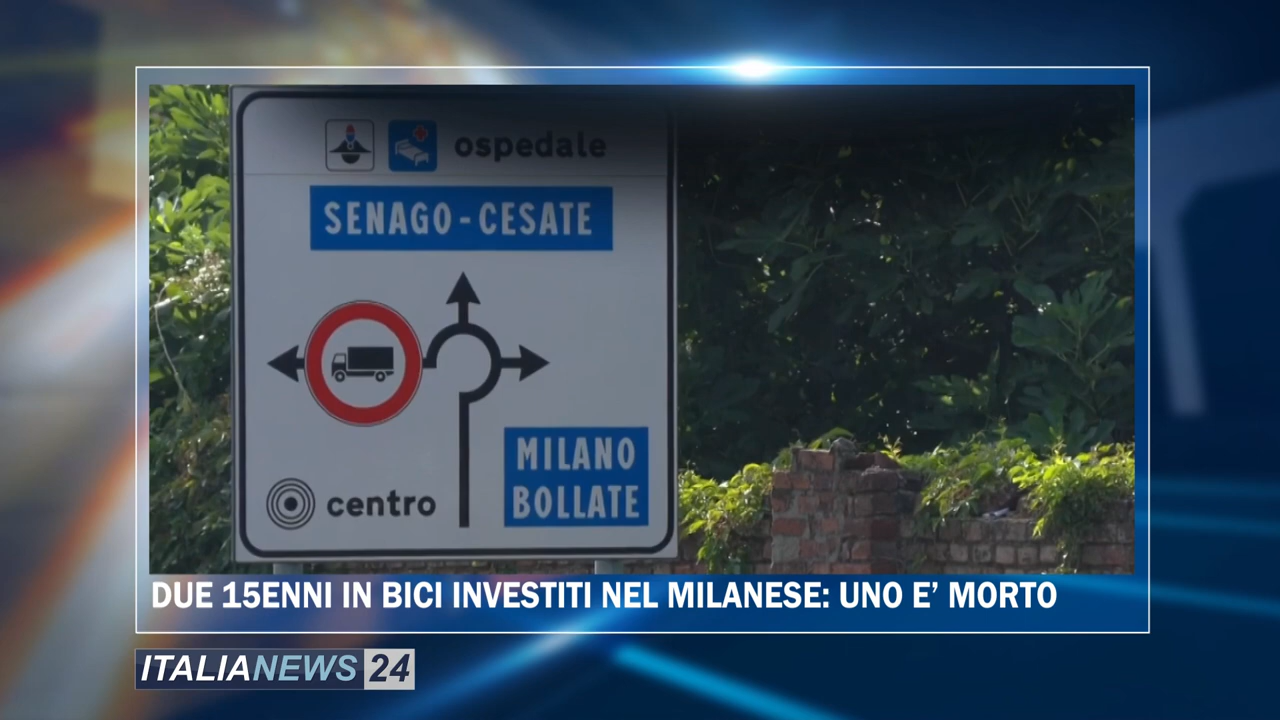 ospedale
SENAGO-CESATE
MILANO
BOLLATE
centro
DUE 15ENNI IN BICI INVESTITI NEL MILANESE: UNO E’ MORTO
ITALIANEWS 24